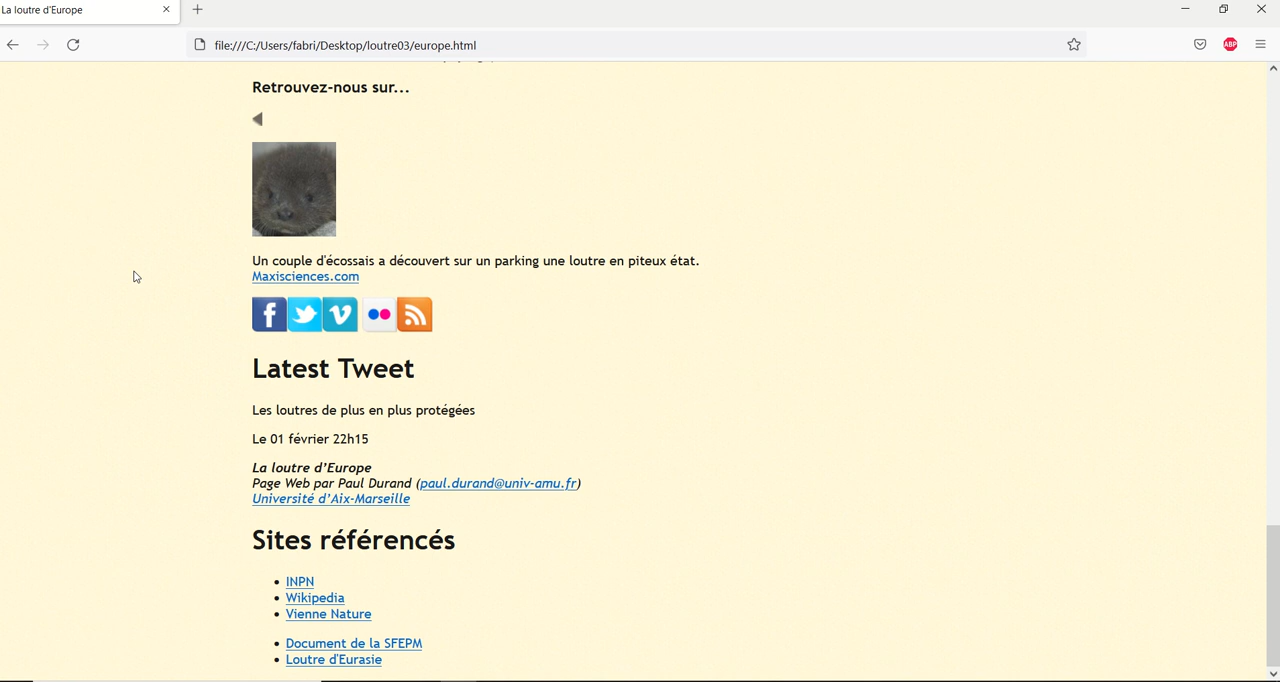 La loutre d'Europe
file:///C:/Users/fabri/Desktop/loutre03/europe.html
ABP
Retrouvez-nous sur...
Un couple d'écossais a découvert sur un parking une loutre en piteux état.
Maxisciences.com
Latest Tweet
Les loutres de plus en plus protégées
Le 01 février 22h15
La loutre d’Europe
Page Web par Paul Durand (paul.durand@univ-amu.fr)
Université d’Aix-Marseille
Sites référencés
INPN
Wikipedia
Vienne Nature
Document de la SFEPM
Loutre d'Eurasie